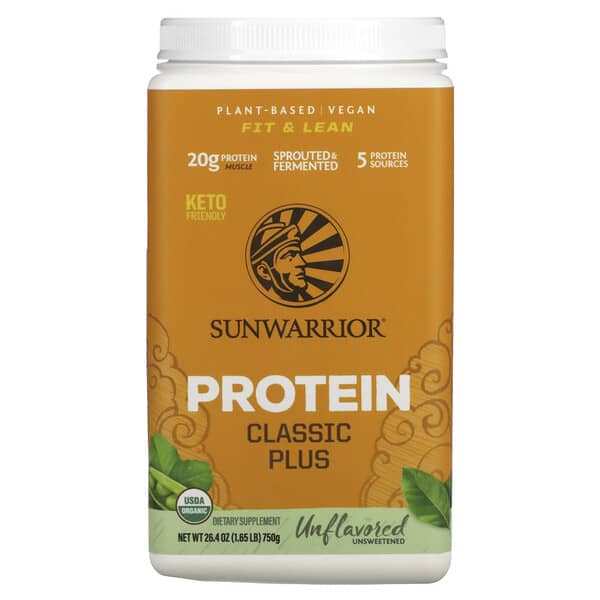 PLANT-BASED | VEGAN
FIT & LEAN
20g PROTEIN
MUSCLE
SPROUTED &
FERMENTED
5 PROTEIN
SOURCES
KETO
FRIENDLY
SUNWARRIOR®
PROTEIN
CLASSIC
PLUS
USDA
ORGANIC
DIETARY SUPPLEMENT
NET WT 26.4 OZ (1.65 LB) 750g
Unflavored
UNSWEETENED